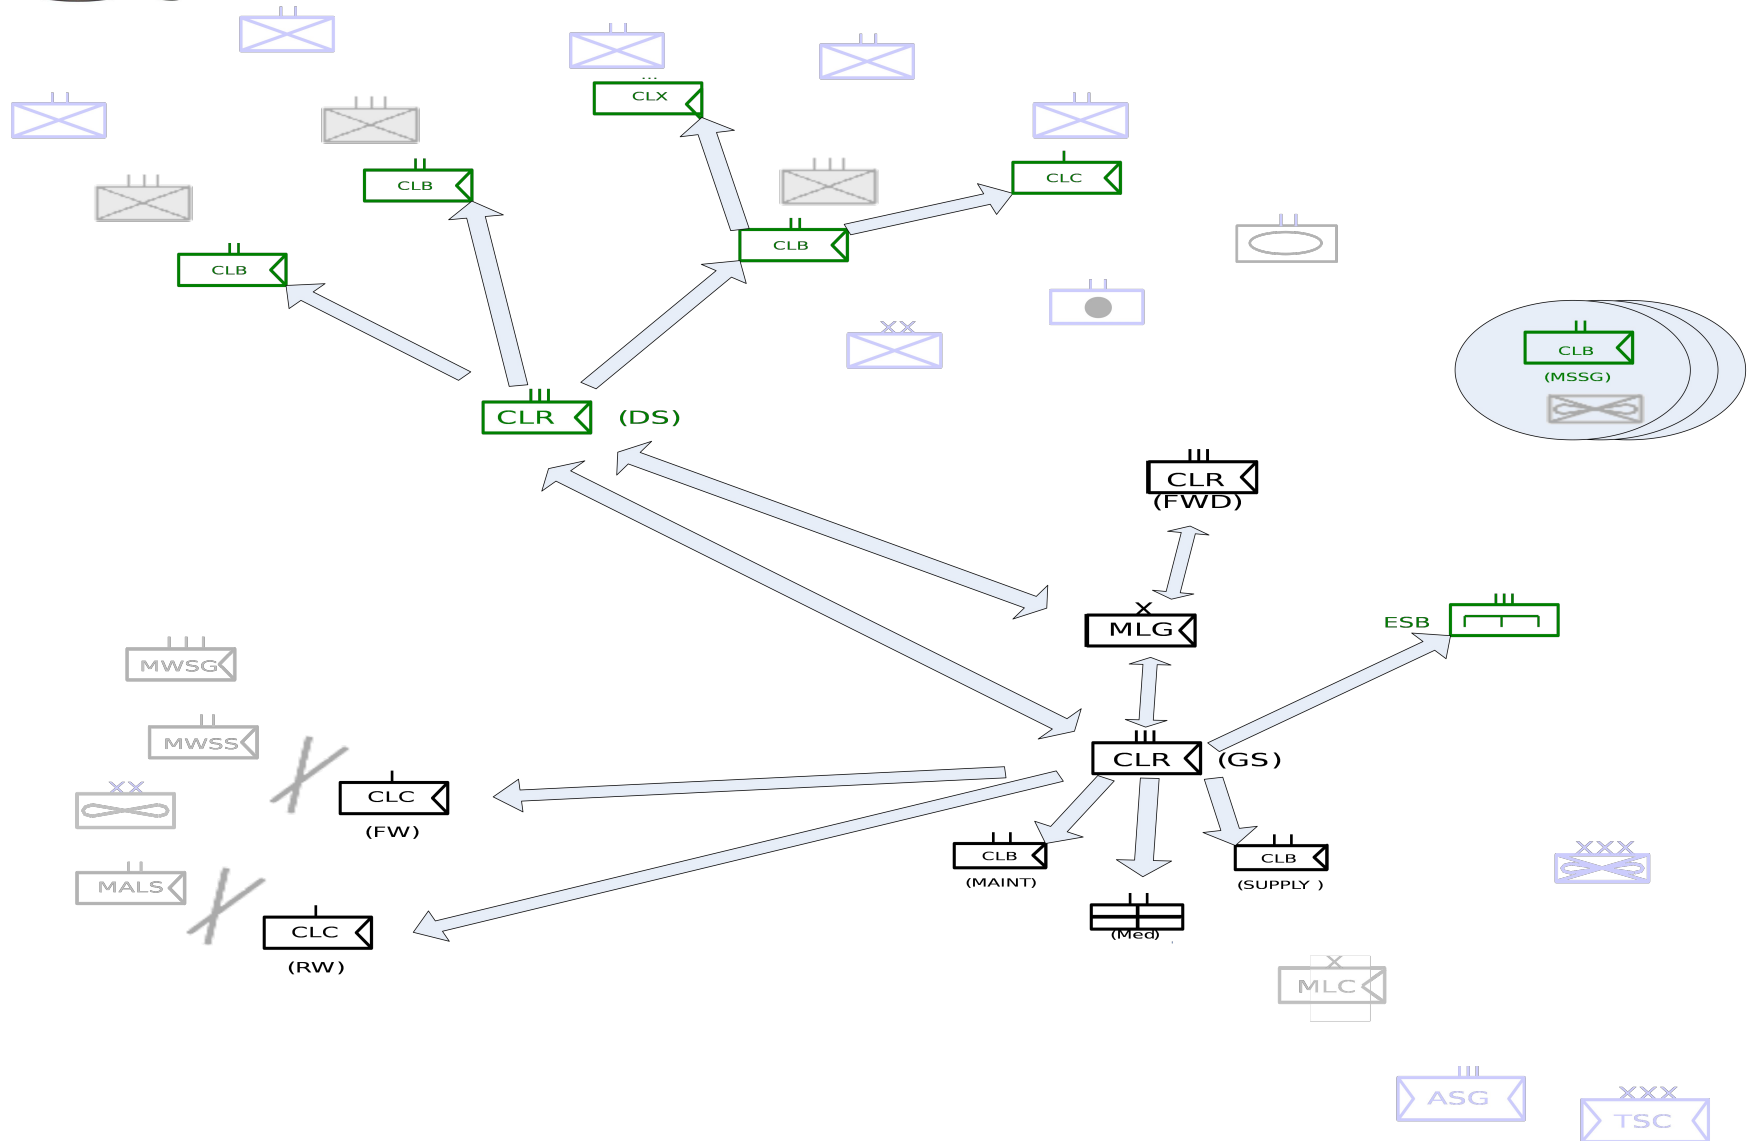 ...
CLX
CLC
CLB
CLB
CLB
CLB
(MSSG)
CLR (DS)
CLR
(FWD)
MLG
ESB
MWSG
MWSS
CLR (GS)
CLC
(FW)
CLB
(MAINT)
CLB
(SUPPLY )
MALS
CLC
(RW)
(Med)
MLC
ASG
TSC